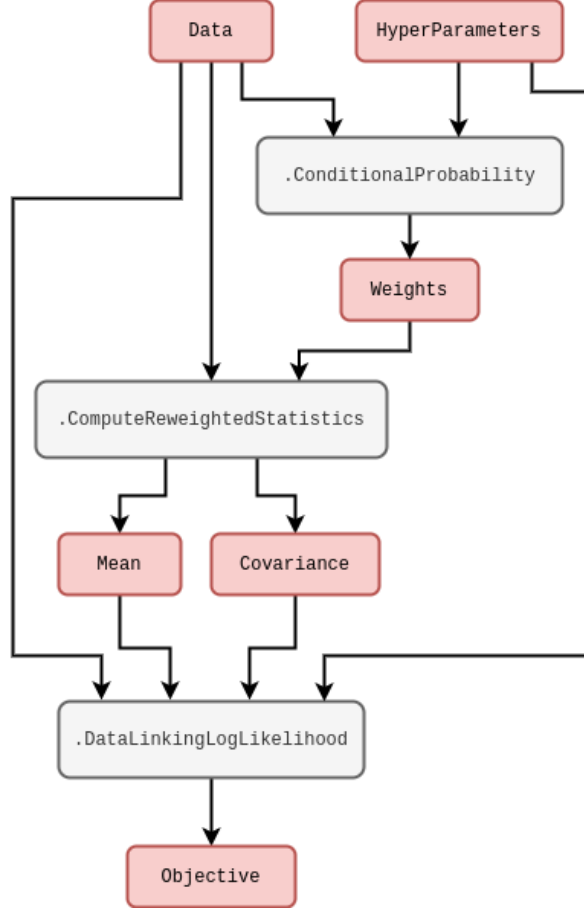 Data
HyperParameters
.ConditionalProbability
Weights
.ComputeReweightedStatistics
Mean
Covariance
.DataLinkingLogLikelihood
Objective